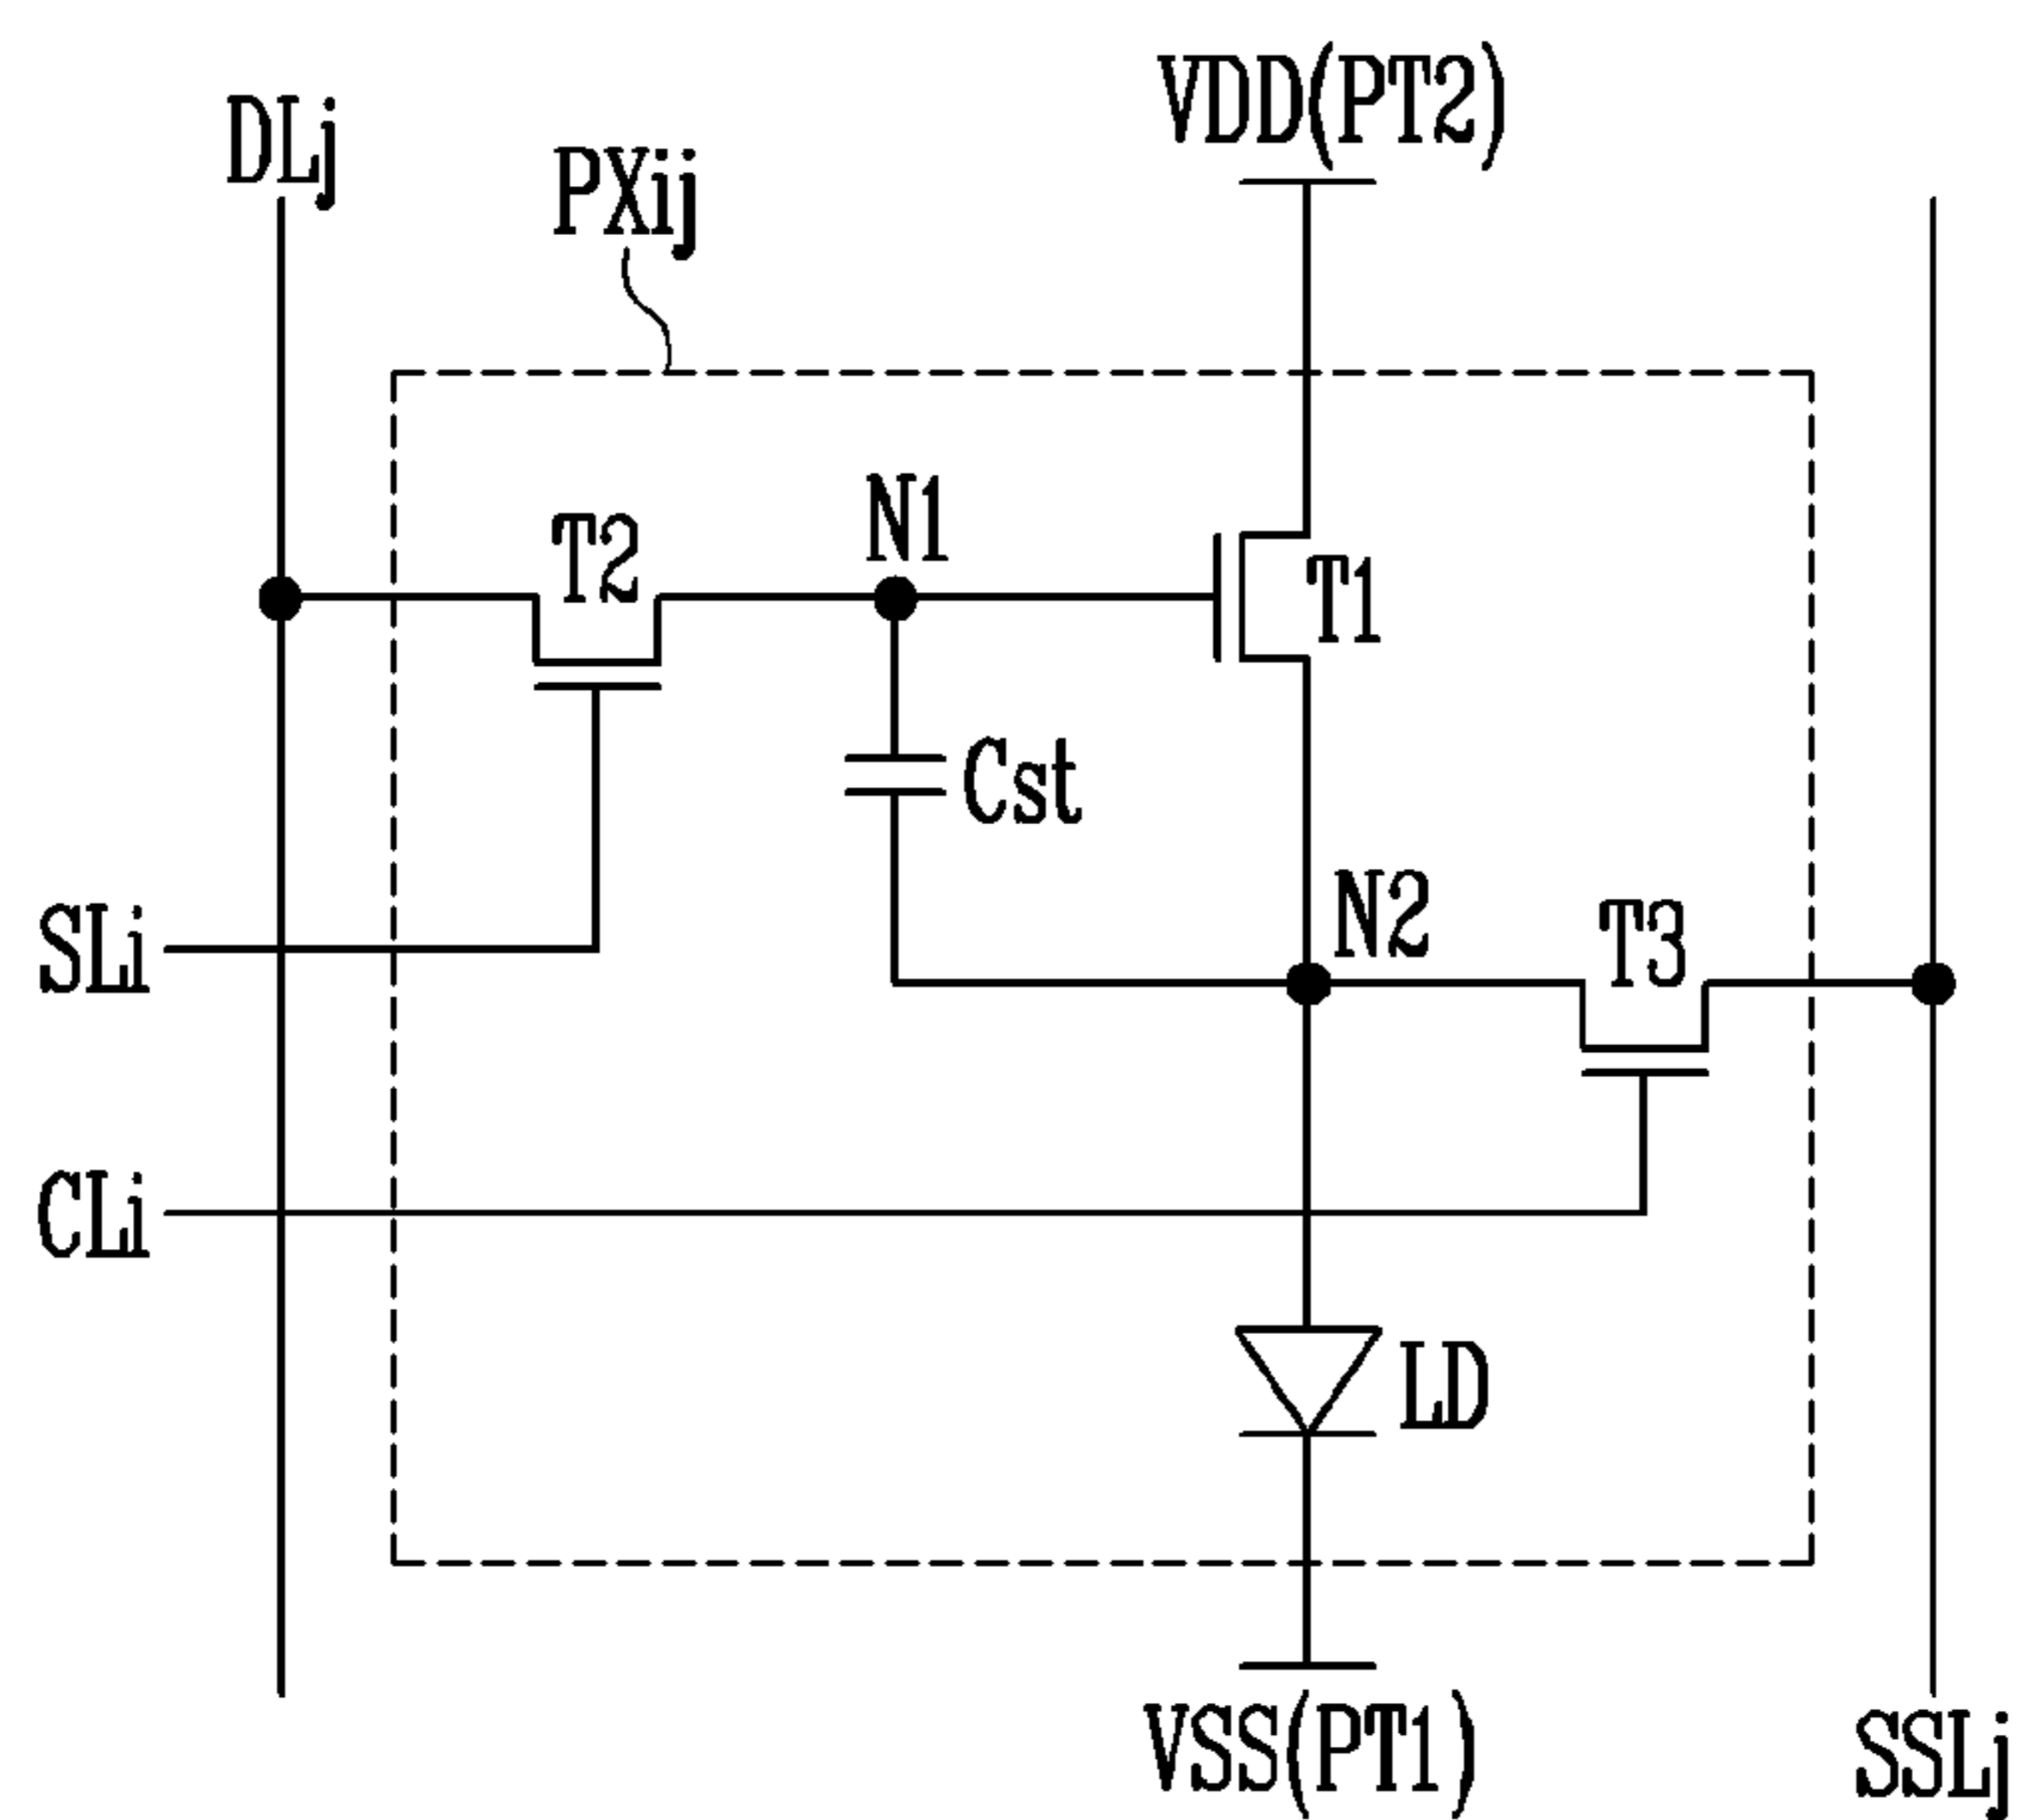 VDD(PT2)
DLj
PXij
N1
T2
T1
Cst
N2
T3
SLi
CLi
LD
VSS(PT1)
SSLj